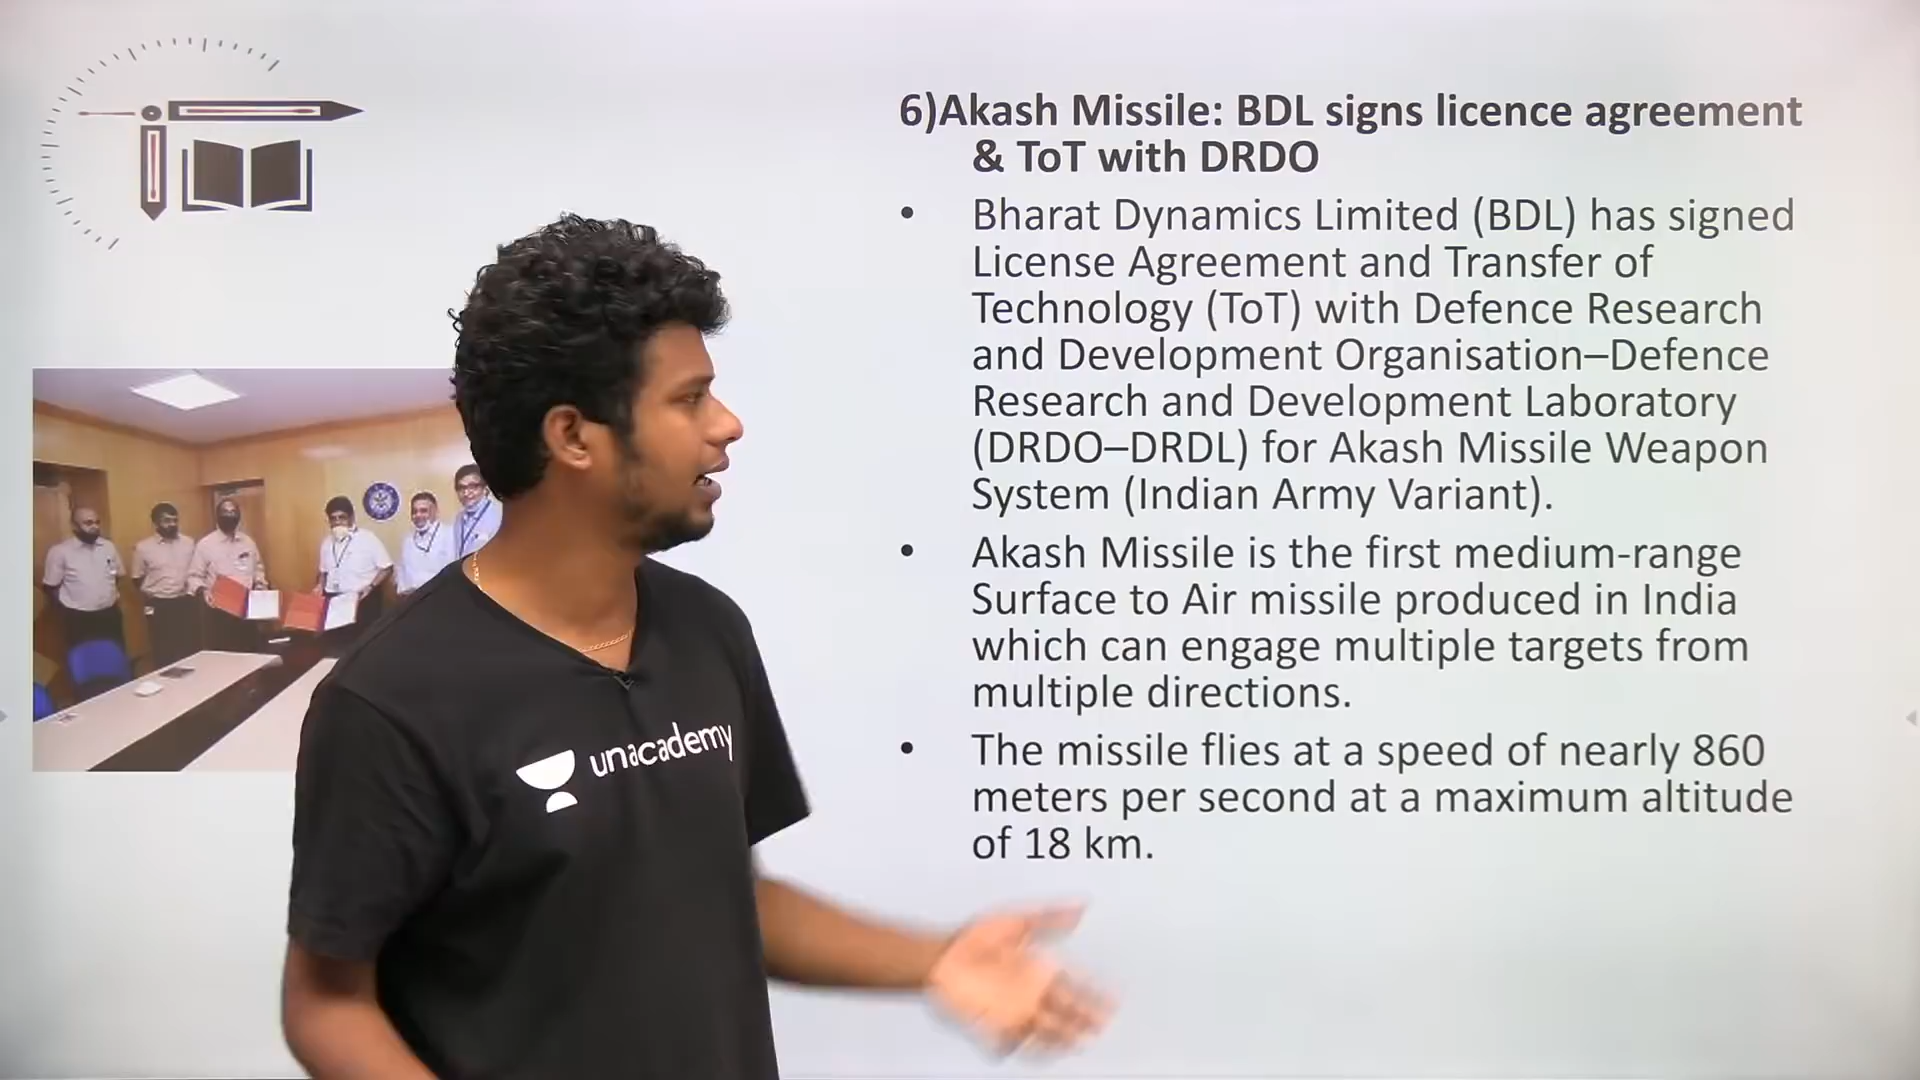 6)Akash Missile: BDL signs licence agreement
& ToT with DRDO
• Bharat Dynamics Limited (BDL) has signed
License Agreement and Transfer of
Technology (ToT) with Defence Research
and Development Organisation–Defence
Research and Development Laboratory
(DRDO–DRDL) for Akash Missile Weapon
System (Indian Army Variant).
• Akash Missile is the first medium-range
Surface to Air missile produced in India
which can engage multiple targets from
multiple directions.
• The missile flies at a speed of nearly 860
meters per second at a maximum altitude
of 18 km.
unacademy